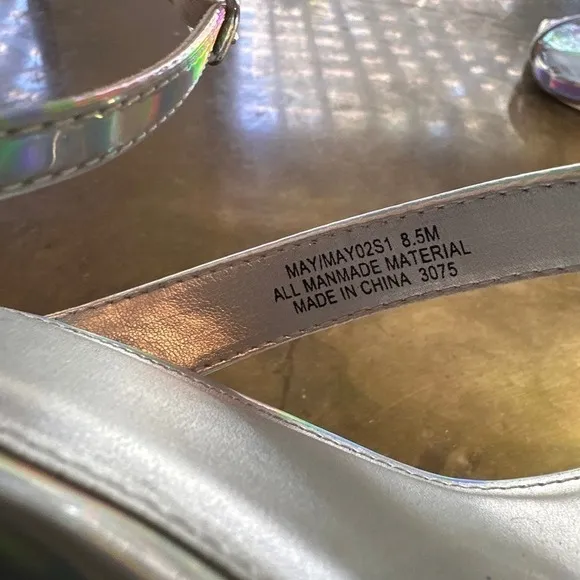 MAY/MAY02S1 8.5M
ALL MANMADE MATERIAL
MADE IN CHINA 3075